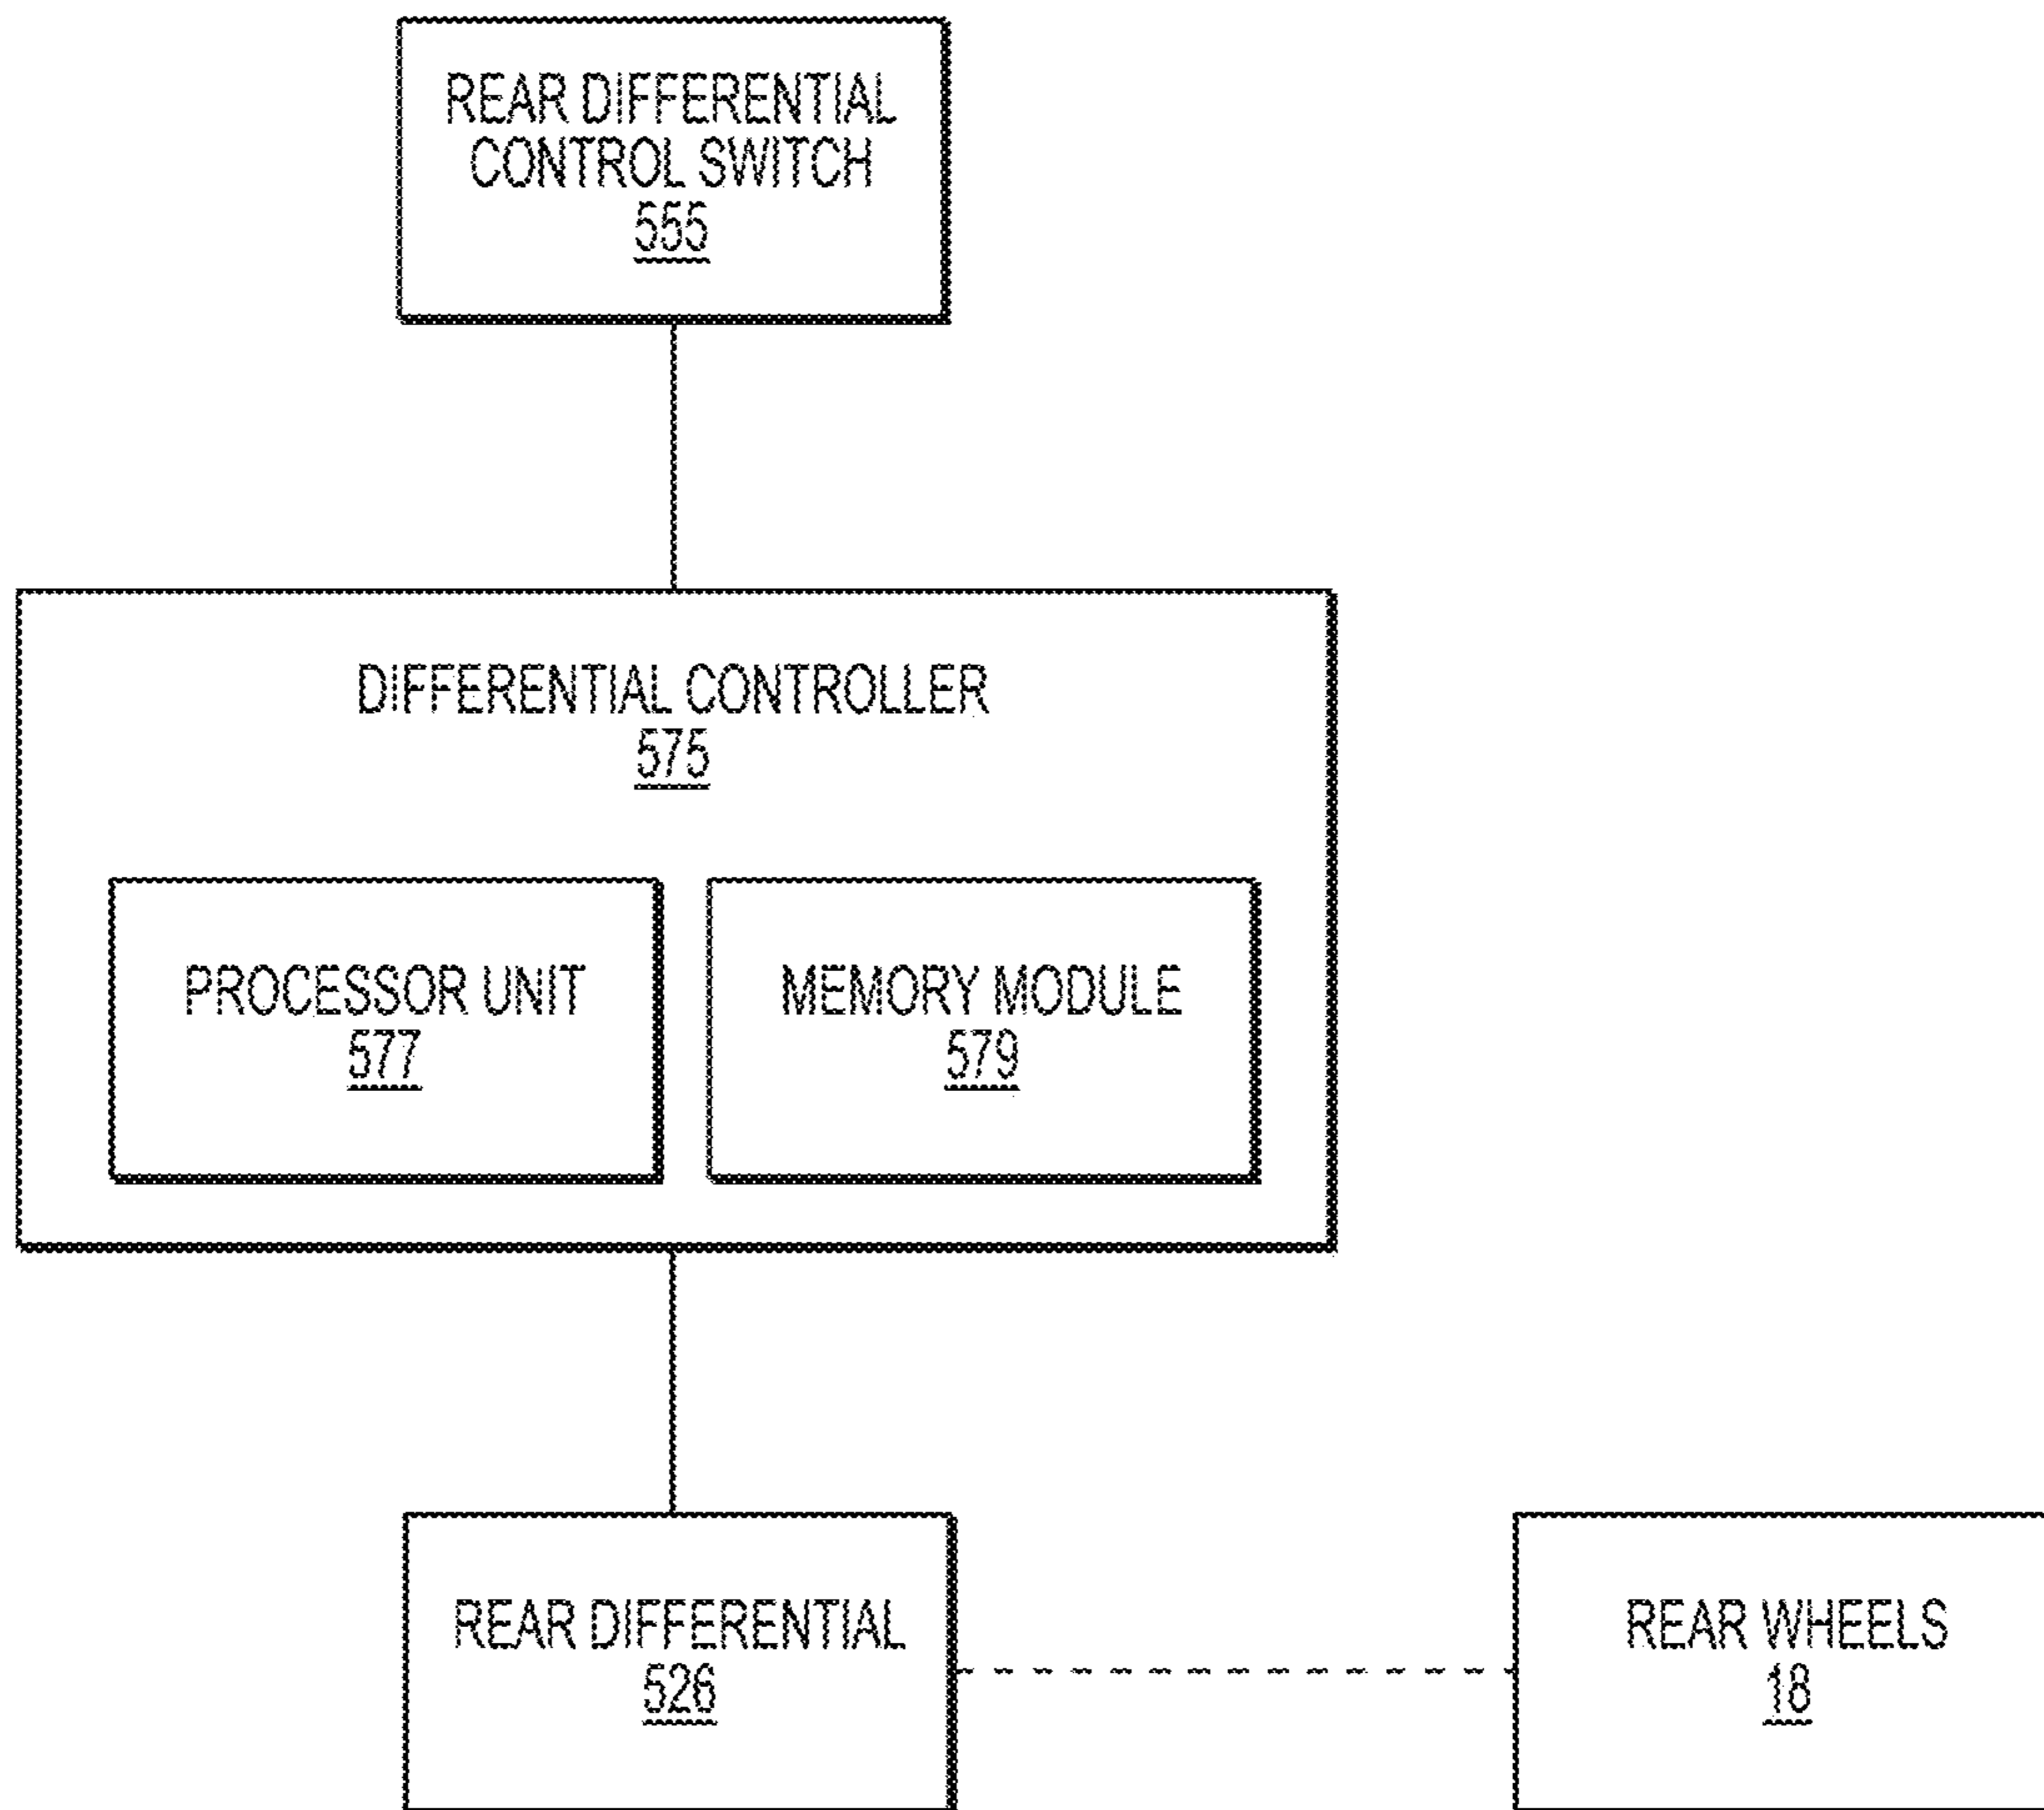 REAR DIFFERENTIAL
CONTROL SWITCH
555
DIFFERENTIAL CONTROLLER
575
PROCESSOR UNIT
577
MEMORY MODULE
579
REAR DIFFERENTIAL
526
REAR WHEELS
18